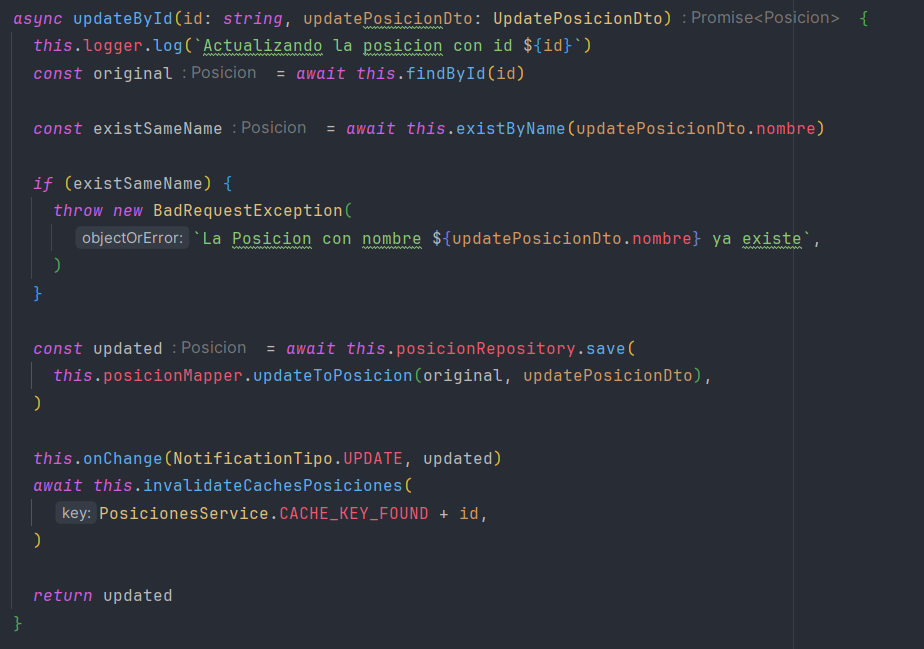 async updateById(id: string, updatePosicionDto: UpdatePosicionDto) : Promise<Posicion> {
this.logger.log(`Actualizando la posicion con id ${id}`)
const original : Posicion = await this.findById(id)
const existSameName : Posicion = await this.existByName(updatePosicionDto.nombre)
if (existSameName) {
throw new BadRequestException(
objectOrError: `La Posicion con nombre ${updatePosicionDto.nombre} ya existe`,
)
}
const updated : Posicion = await this.posicionRepository.save(
this.posicionMapper.updateToPosicion(original, updatePosicionDto),
)
this.onChange(NotificationTipo.UPDATE, updated)
await this.invalidateCachesPosiciones(
key: PosicionesService.CACHE_KEY_FOUND + id,
)
return updated
}